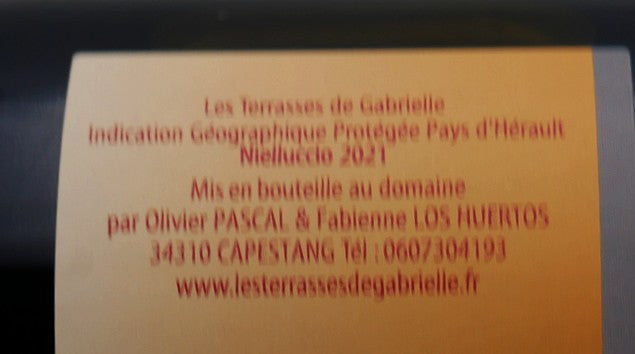 Les Terrasses de Gabrielle
Indication Géographique Protégée Pays d'Hérault
Nielluccio 2021
Mis en bouteille au domaine
par Olivier PASCAL & Fabienne LOS HUERTOS
34310 CAPESTANG Tél : 0607304193
www.lesterrassesdegabrielle.fr